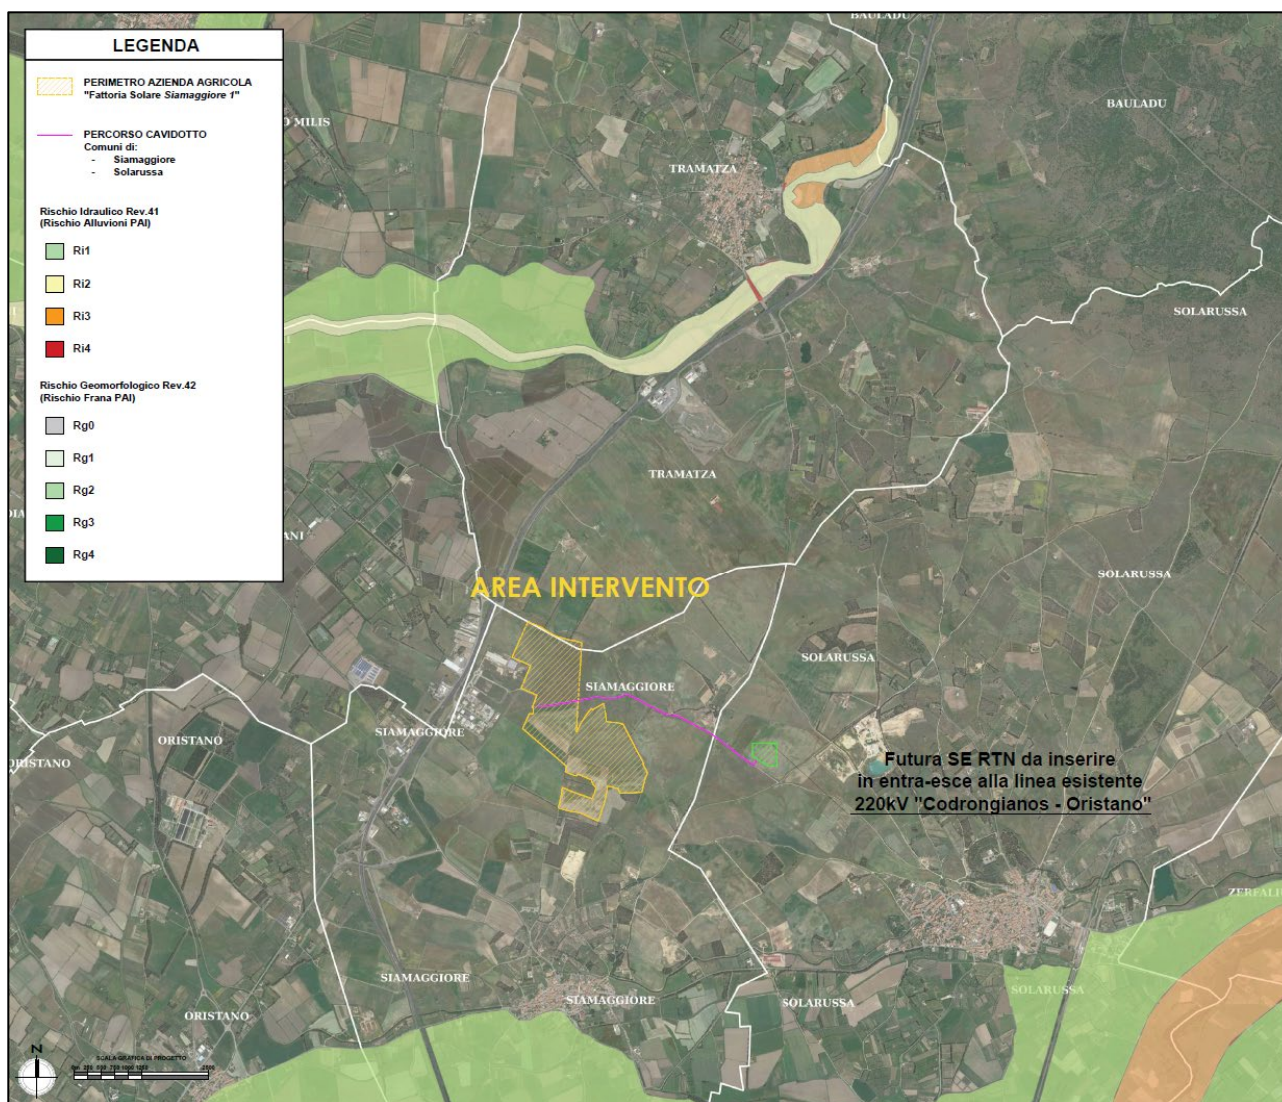 LEGENDA
PERIMETRO AZIENDA AGRICOLA
"Fattoria Solare Siamaggiore 1"
PERCORSO CAVIDOTTO
Comuni di:
- Siamaggiore
- Solarussa
Rischio Idraulico Rev.41
(Rischio Alluvioni PAI)
Ri1
Ri2
Ri3
Ri4
Rischio Geomorfologico Rev.42
(Rischio Frana PAI)
Rg0
Rg1
Rg2
Rg3
Rg4
BAULADU
BAULADU
MILIS
TRAMATZA
SOLARUSSA
TRAMATZA
ANI
SOLARUSSA
AREA INTERVENTO
SOLARUSSA
SIAMAGGIORE
SIAMAGGIORE
ORISTANO
ORISTANO
Futura SE RTN da inserire
in entra-esce alla linea esistente
220kV "Codrongianos - Oristano"
ZERFALI
SIAMAGGIORE
SIAMAGGIORE
SOLARUSSA
SOLARUSSA
ORISTANO
N
SCALA GRAFICA DI PROGETTO